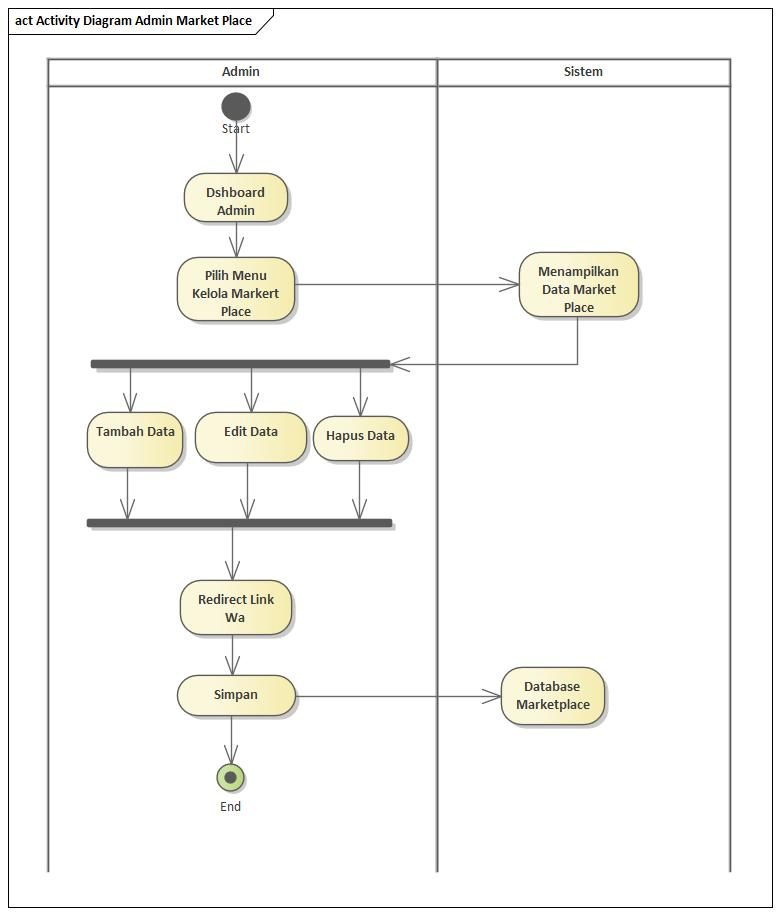 act Activity Diagram Admin Market Place
Admin
Sistem
Start
Dshboard
Admin
Pilih Menu
Kelola Markert
Place
Menampilkan
Data Market
Place
Tambah Data
Edit Data
Hapus Data
Redirect Link
Wa
Simpan
Database
Marketplace
End